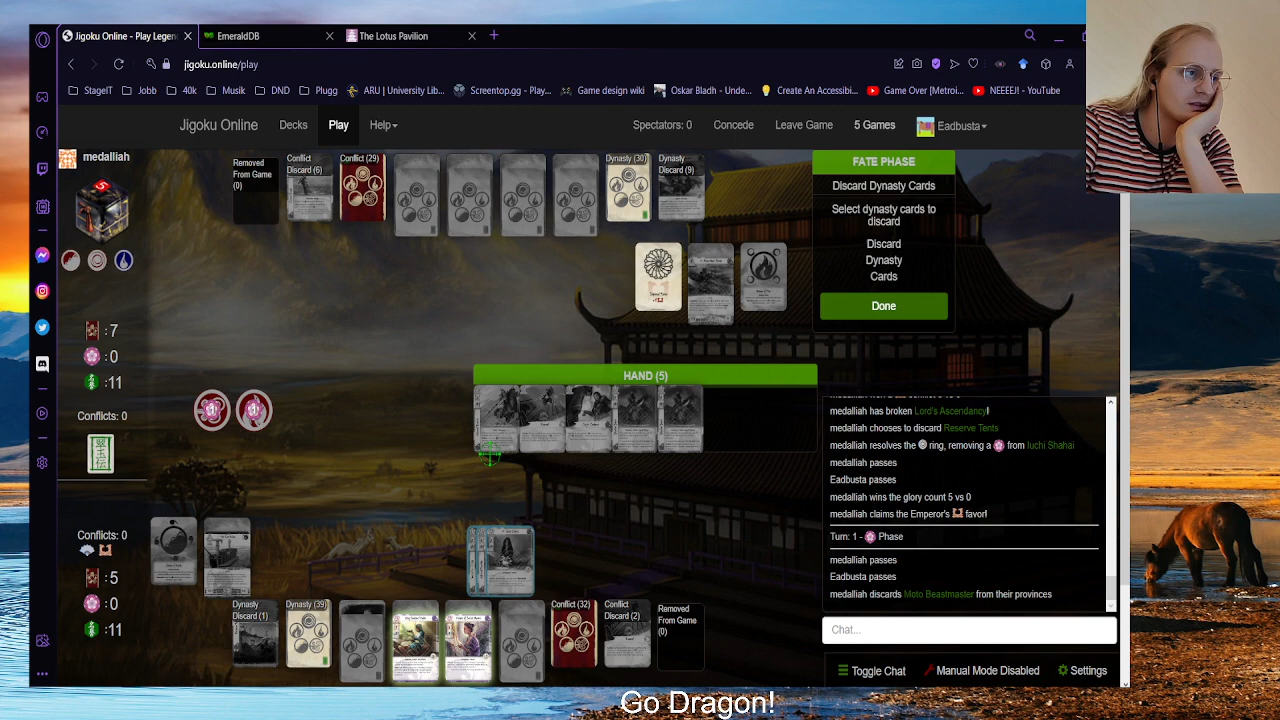 Jigoku Online - Play Legen
EmeraldDB
The Lotus Pavilion
jigoku.online/play
StageIT
Jobb
40k
Musik
DND
Plugg
ARU | University Lib...
Screentop.gg - Play...
Game design wiki
Oskar Bladh - Unde...
Create An Accessibi...
Game Over [Metroi...
NEEEJ! - YouTube
Jigoku Online
Decks
Play
Help
Spectators: 0
Concede
Leave Game
5 Games
Eadbusta
medalliah
Removed
From Game
(0)
Conflict
Discard (6)
Conflict (29)
Dynasty (30)
Dynasty
Discard (9)
FATE PHASE
Discard Dynasty Cards
Select dynasty cards to
discard
Discard
Dynasty
Cards
Done
:7
:0
:11
Conflicts: 0
HAND (5)
medalliah has broken Lord's Ascendancy!
medalliah chooses to discard Reserve Tents
medalliah resolves the ring, removing a from Iuchi Shahai
medalliah passes
Eadbusta passes
medalliah wins the glory count 5 vs 0
medalliah claims the Emperor's favor!
Turn: 1 - Phase
medalliah passes
Eadbusta passes
medalliah discards Moto Beastmaster from their provinces
Conflicts: 0
:5
:0
:11
Dynasty
Discard (1)
Dynasty (39)
Conflict (32)
Conflict
Discard (2)
Removed
From Game
(0)
Chat...
Toggle Chat
Manual Mode Disabled
Settings
Go Dragon!